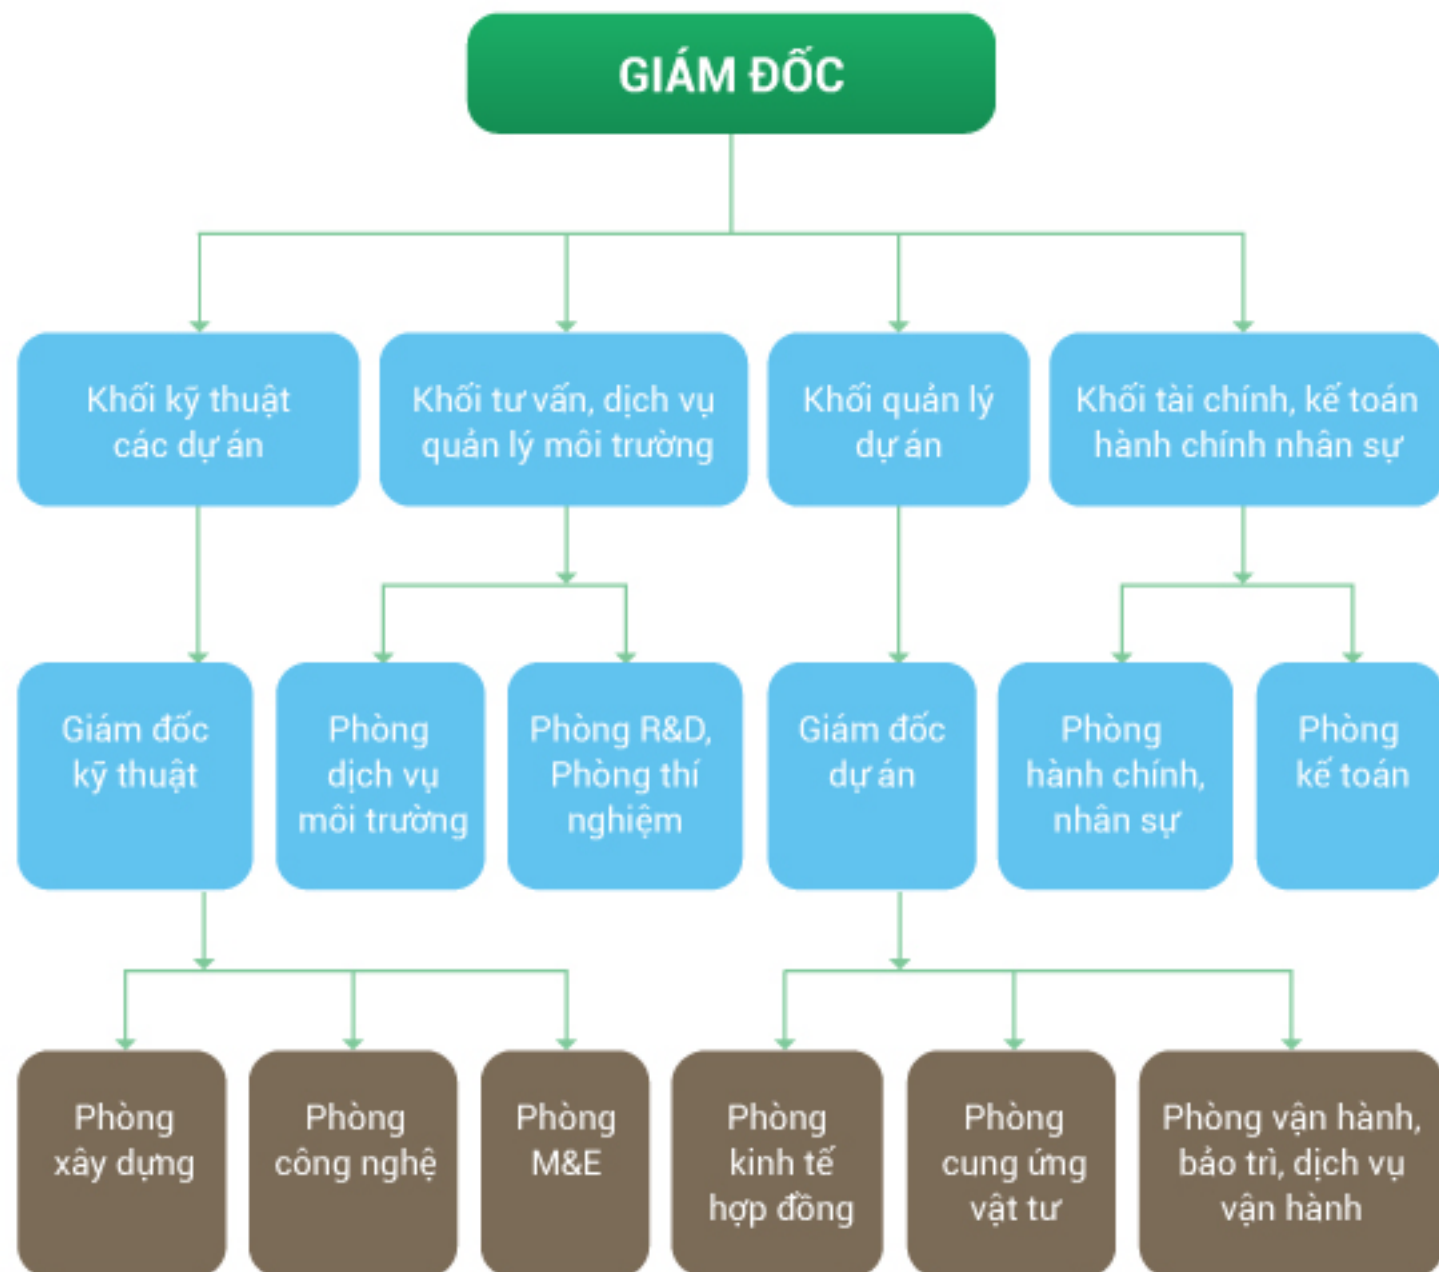 GIÁM ĐỐC
Khối kỹ thuật
các dự án
Khối tư vấn, dịch vụ
quản lý môi trường
Khối quản lý
dự án
Khối tài chính, kế toán
hành chính nhân sự
Giám đốc
kỹ thuật
Phòng
dịch vụ
môi trường
Phòng R&D,
Phòng thí
nghiệm
Giám đốc
dự án
Phòng
hành chính,
nhân sự
Phòng
kế toán
Phòng
xây dựng
Phòng
công nghệ
Phòng
M&E
Phòng
kinh tế
hợp đồng
Phòng
cung ứng
vật tư
Phòng vận hành,
bảo trì, dịch vụ
vận hành